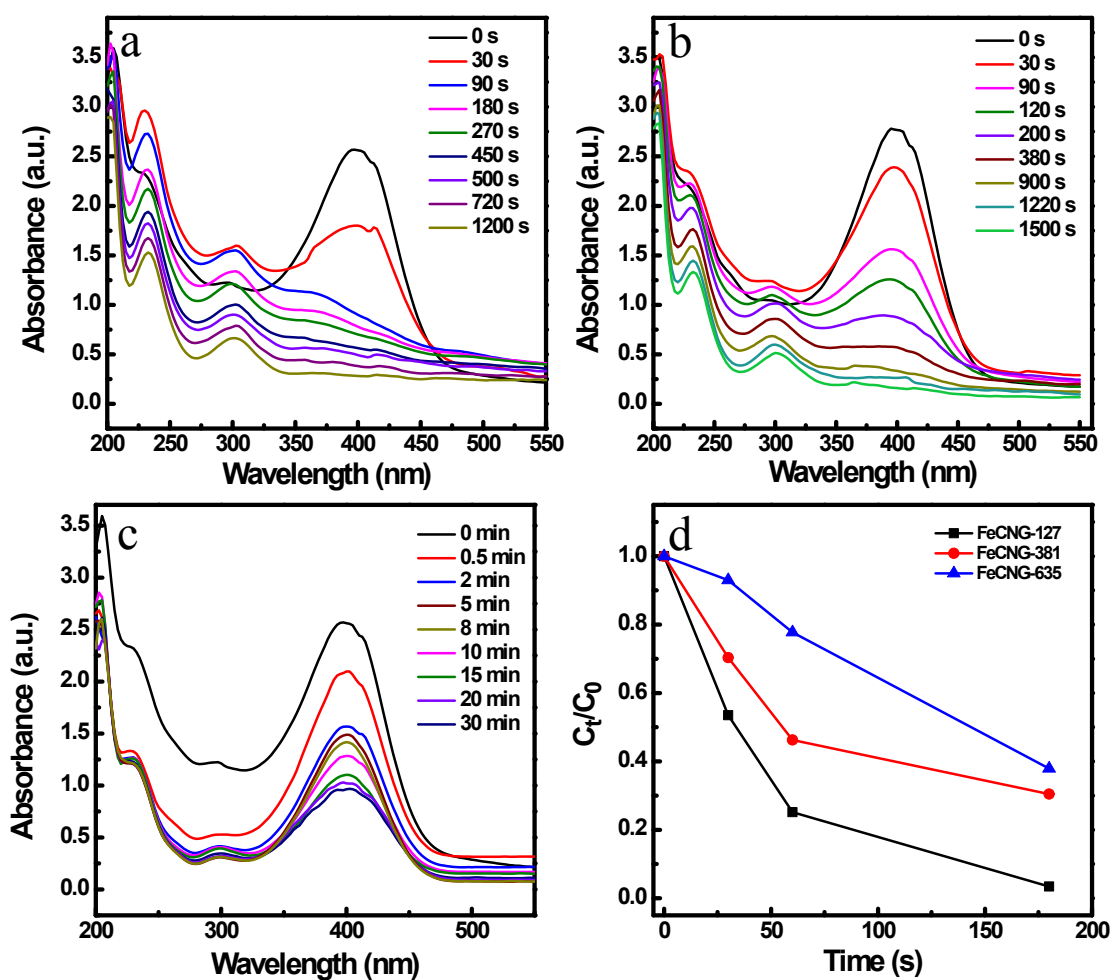 a
0 s
30 s
90 s
180 s
270 s
450 s
500 s
720 s
1200 s
3.5
3.0
2.5
2.0
1.5
1.0
0.5
0.0
200 250 300 350 400 450 500 550
Absorbance (a.u.)
Wavelength (nm)
b
0 s
30 s
90 s
120 s
200 s
380 s
900 s
1220 s
1500 s
3.5
3.0
2.5
2.0
1.5
1.0
0.5
0.0
200 250 300 350 400 450 500 550
Absorbance (a.u.)
Wavelength (nm)
c
0 min
0.5 min
2 min
5 min
8 min
10 min
15 min
20 min
30 min
3.5
3.0
2.5
2.0
1.5
1.0
0.5
0.0
200 300 400 500
Absorbance (a.u.)
Wavelength (nm)
d
FeCNG-127
FeCNG-381
FeCNG-635
1.0
0.8
0.6
0.4
0.2
0.0
0 50 100 150 200
Ct/C0
Time (s)